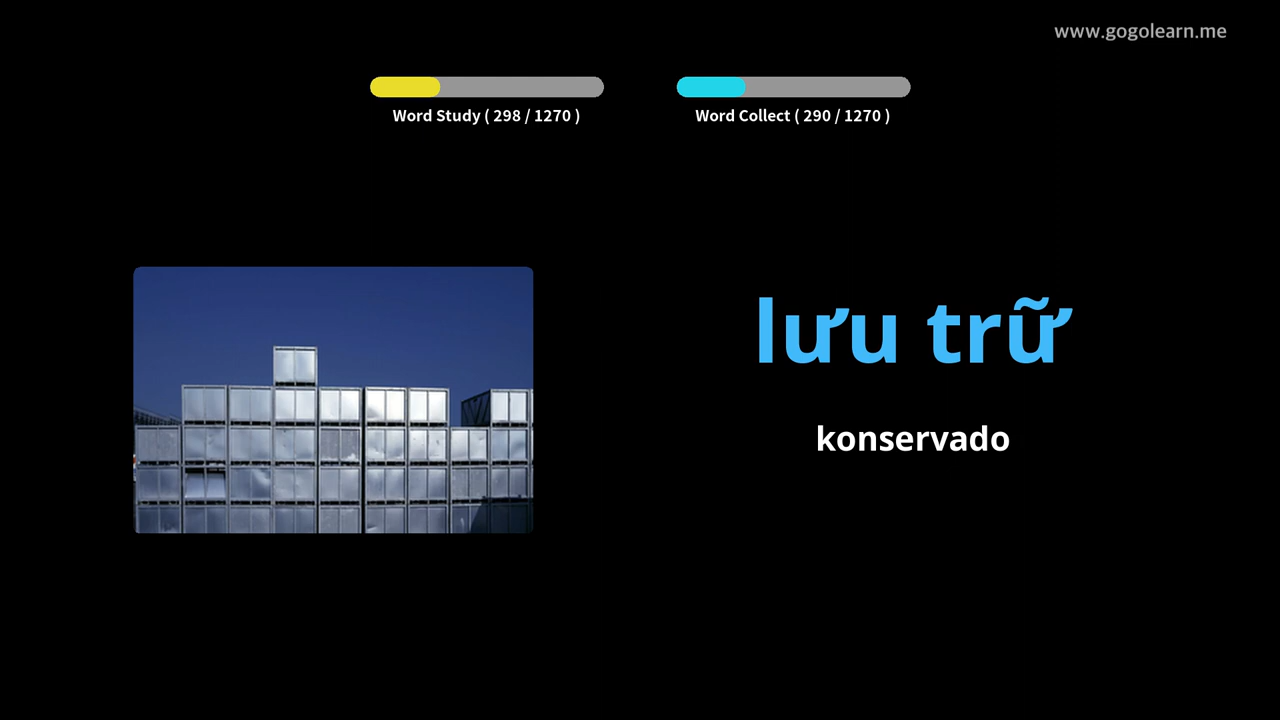 www.gogolearn.me
Word Study ( 298 / 1270 )
Word Collect ( 290 / 1270 )
lưu trữ
konservado